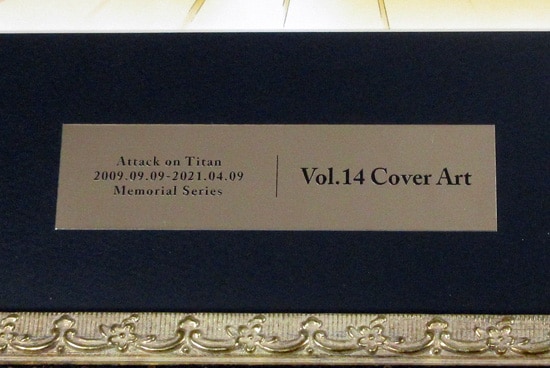 Attack on Titan
2009.09.09-2021.04.09
Memorial Series
Vol.14 Cover Art